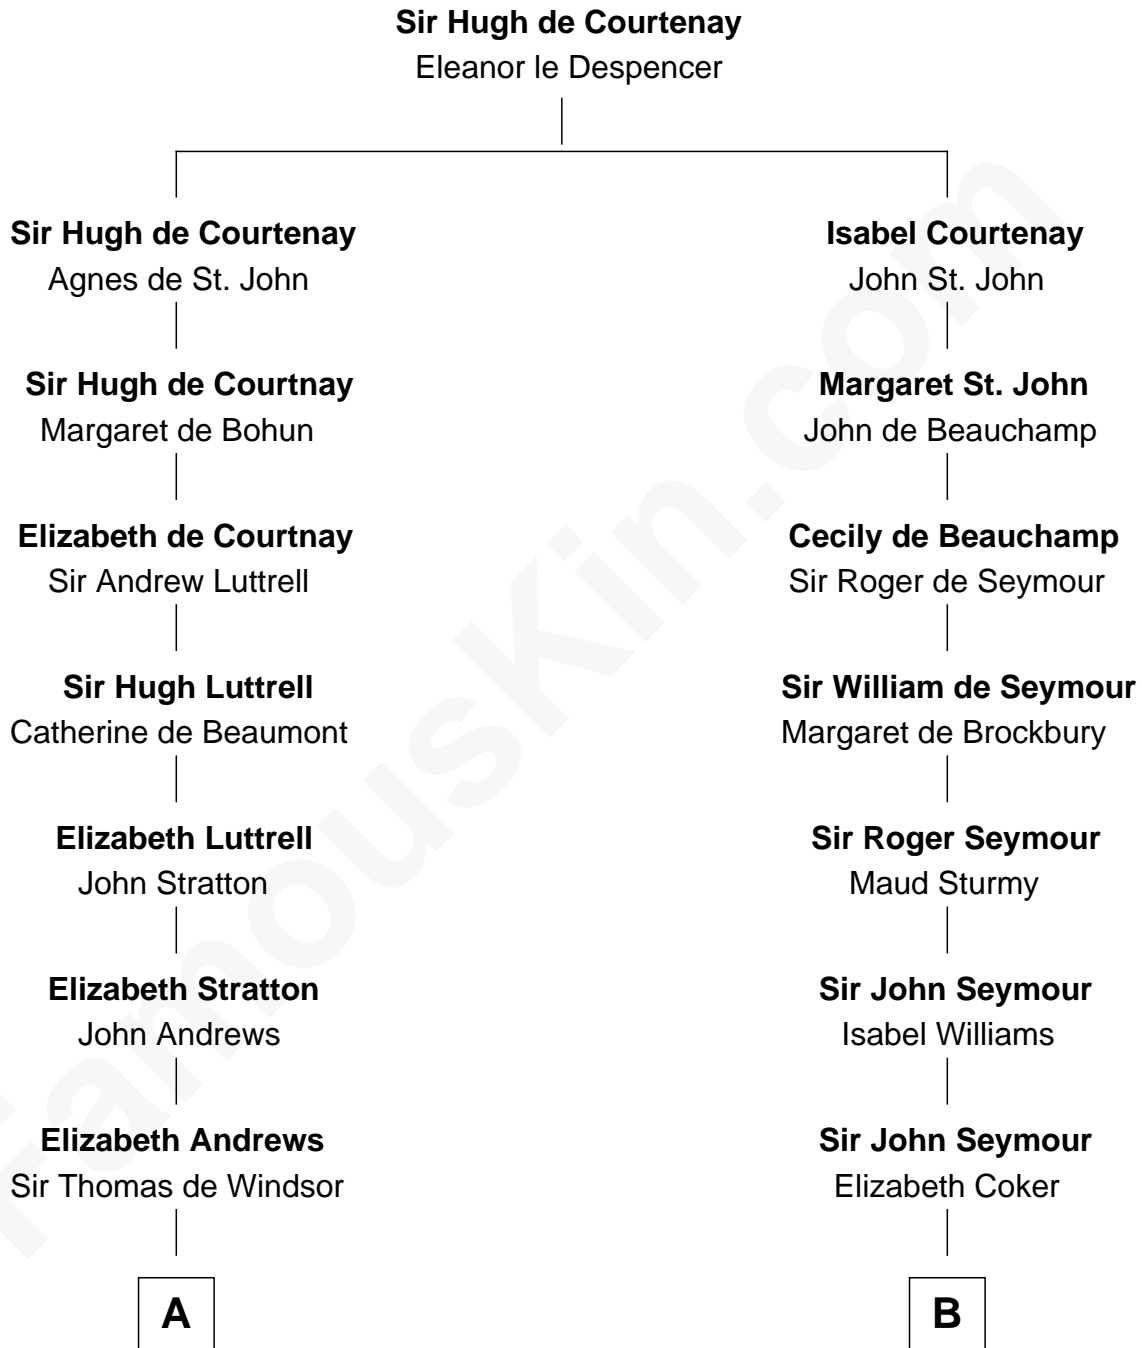 Sir Hugh de Courtenay
Eleanor le Despencer
Sir Hugh de Courtenay
Agnes de St. John
Isabel Courtenay
John St. John
Sir Hugh de Courtnay
Margaret de Bohun
Margaret St. John
John de Beauchamp
Elizabeth de Courtnay
Sir Andrew Luttrell
Cecily de Beauchamp
Sir Roger de Seymour
Sir Hugh Luttrell
Catherine de Beaumont
Sir William de Seymour
Margaret de Brockbury
Elizabeth Luttrell
John Stratton
Sir Roger Seymour
Maud Sturmy
Elizabeth Stratton
John Andrews
Sir John Seymour
Isabel Williams
Elizabeth Andrews
Sir Thomas de Windsor
Sir John Seymour
Elizabeth Coker
A
B
FamousKin.com